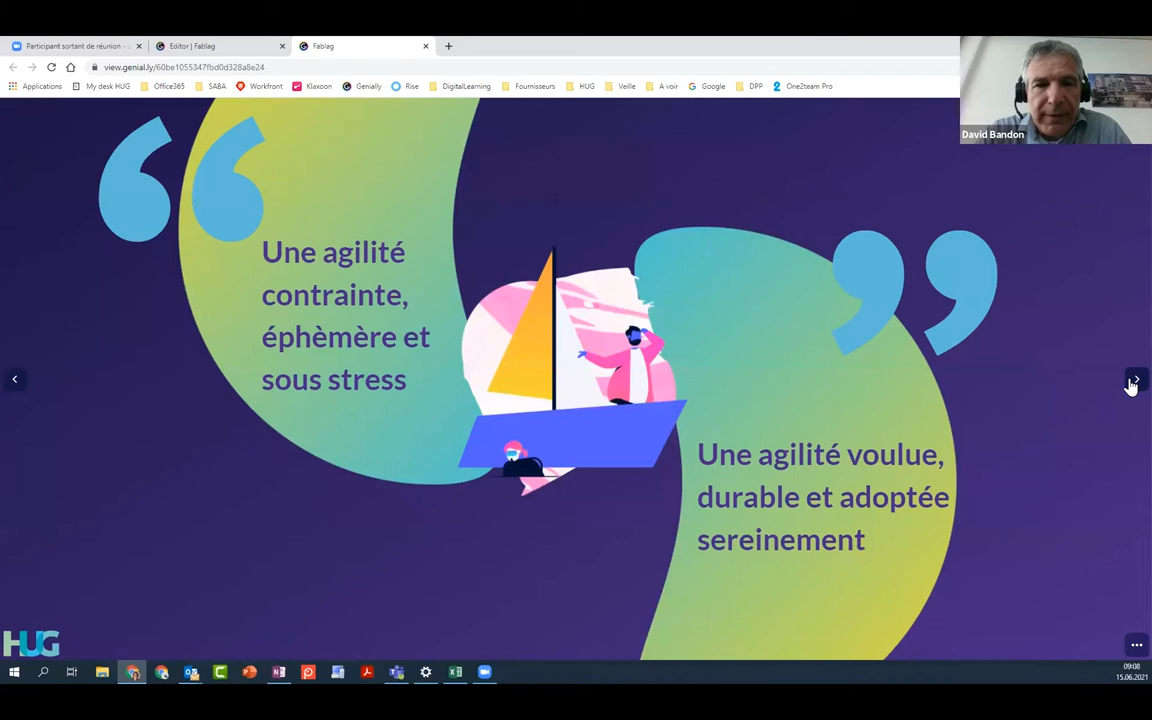 Participant sortant de réunion -
Editor | Fablag
Fablag
view.genial.ly/60be1055347fbd0d328a8e24
Applications
My desk HUG
Office365
SABA
Workfront
Klaxoon
Genially
Rise
DigitalLearning
Fournisseurs
HUG
Veille
A voir
Google
DPP
One2team Pro
David Bandon
“
Une agilité
contrainte,
éphèmère et
sous stress
”
Une agilité voulue,
durable et adoptée
sereinement
HUG
09:08
15.06.2021